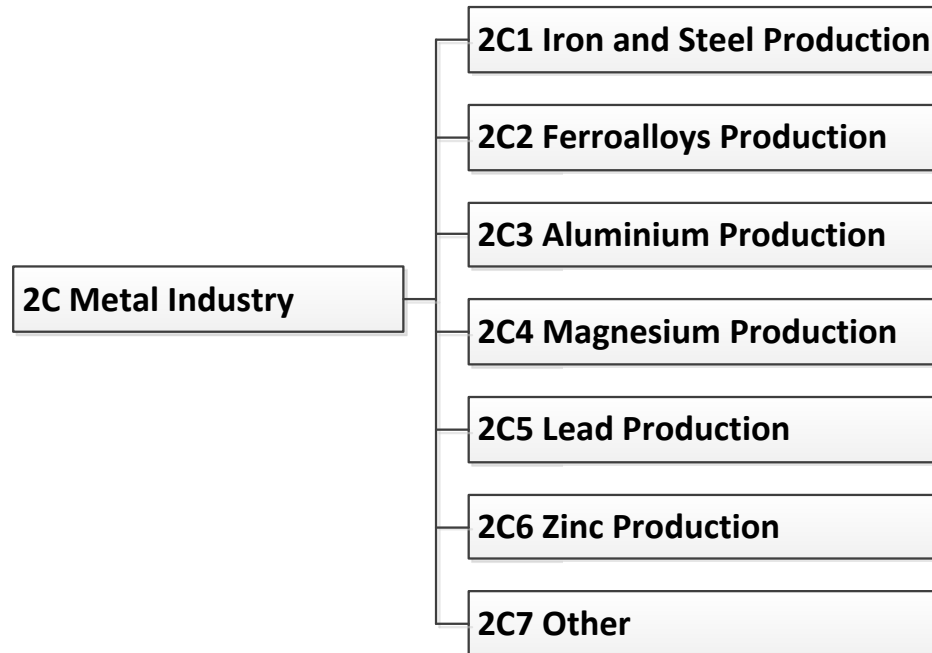 2C1 Iron and Steel Production
2C2 Ferroalloys Production
2C3 Aluminium Production
2C Metal Industry
2C4 Magnesium Production
2C5 Lead Production
2C6 Zinc Production
2C7 Other